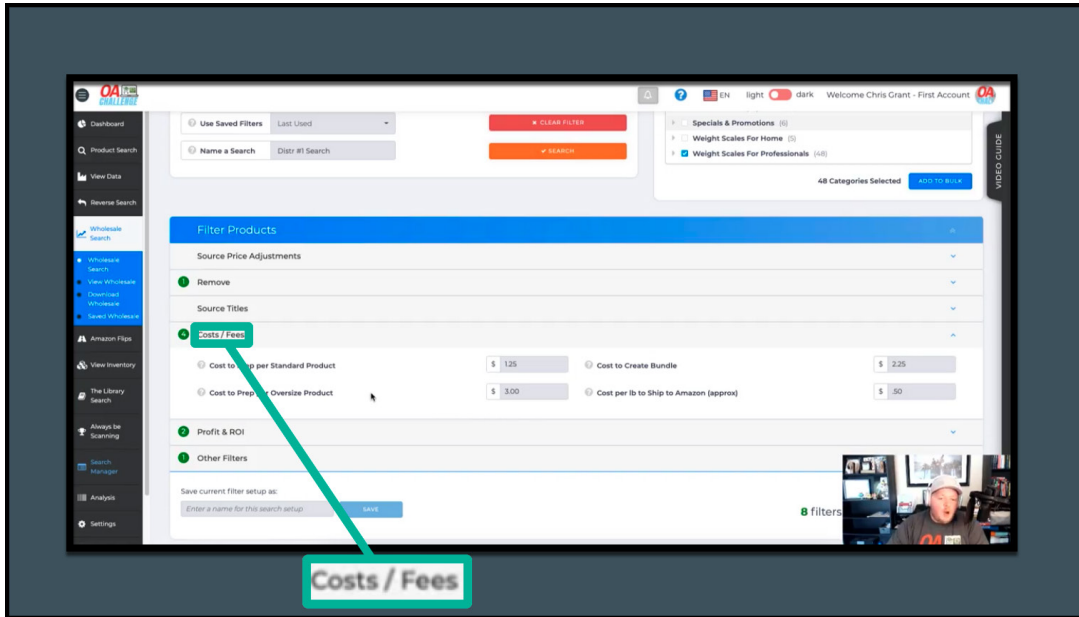 OA
CHALLENGE
EN light dark Welcome Chris Grant - First Account OA
Dashboard
Product Search
View Data
Reverse Search
Wholesale
Search
Wholesale
Search
View Wholesale
Download
Wholesale
Saved Wholesale
Amazon Flips
View Inventory
The Library
Search
Always be
Scanning
Search
Manager
Analysis
Settings
Use Saved Filters Last Used × CLEAR FILTER
Name a Search Distr #1 Search ✓ SEARCH
Specials & Promotions (6)
Weight Scales For Home (5)
Weight Scales For Professionals (48)
48 Categories Selected ADD TO BULK
VIDEO GUIDE
Filter Products
Source Price Adjustments
1 Remove
Source Titles
4 Costs / Fees
Cost to Prep per Standard Product $ 1.25 Cost to Create Bundle $ 2.25
Cost to Prep per Oversize Product $ 3.00 Cost per lb to Ship to Amazon (approx) $ .50
2 Profit & ROI
1 Other Filters
Save current filter setup as:
Enter a name for this search setup SAVE
8 filters
OA
Costs / Fees